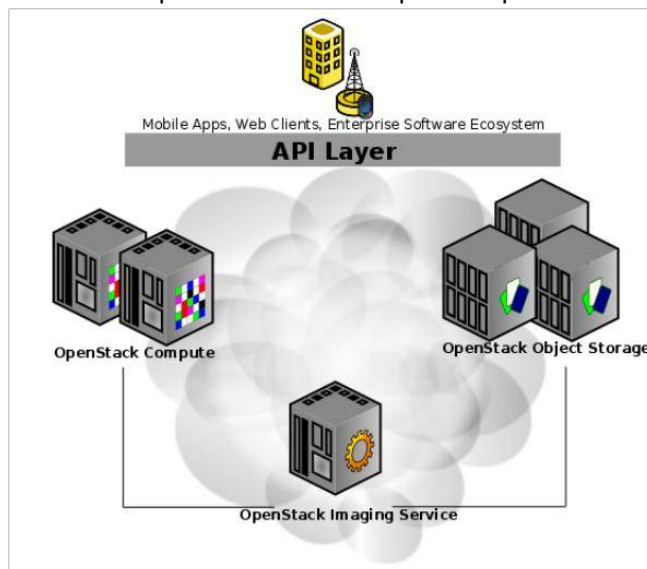 Mobile Apps, Web Clients, Enterprise Software Ecosystem
API Layer
OpenStack Compute
OpenStack Object Storage
OpenStack Imaging Service